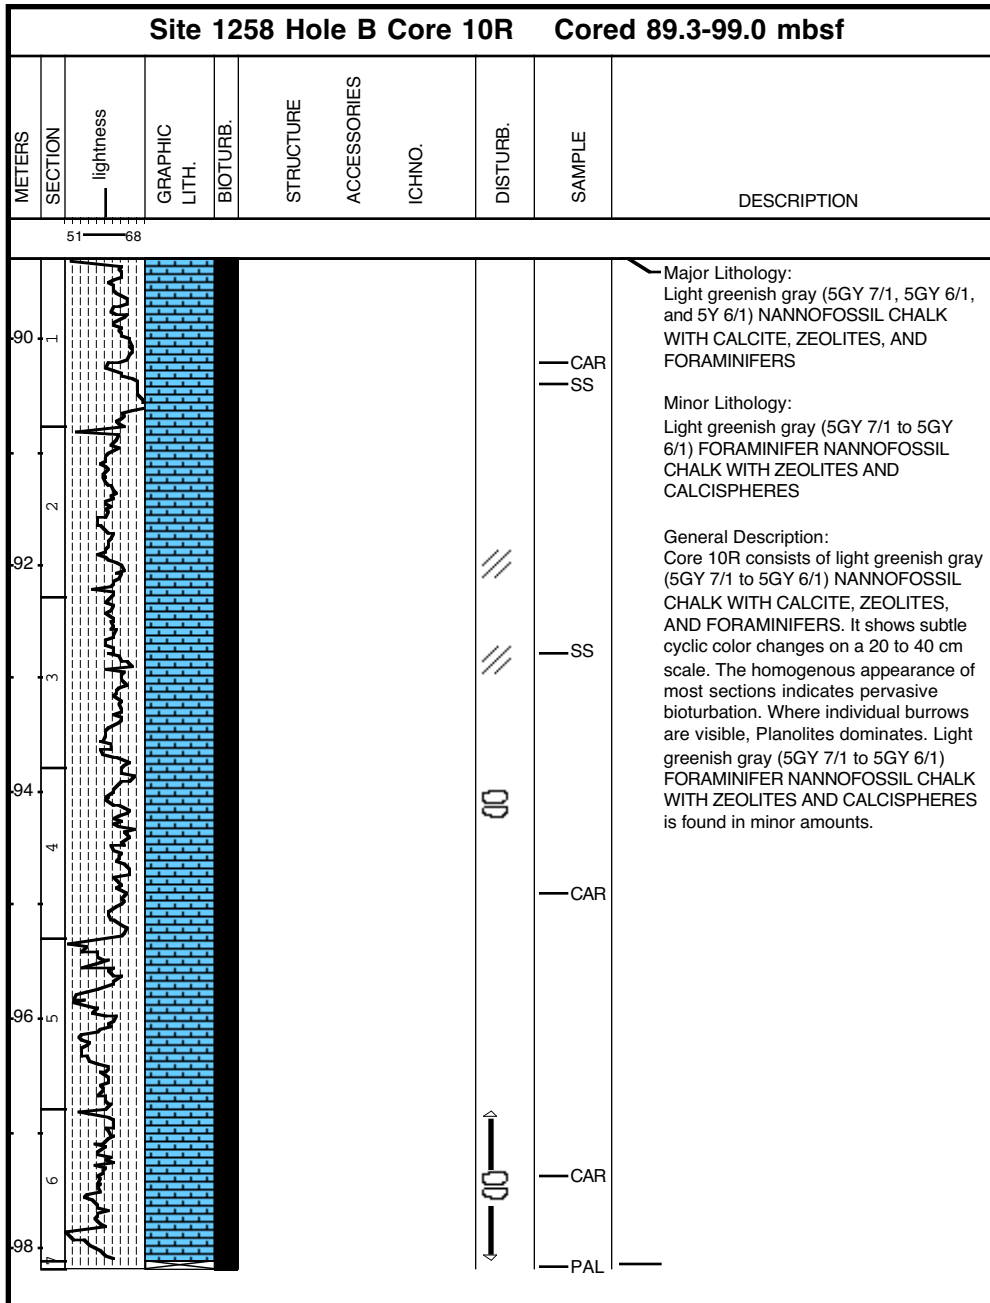 Site 1258 Hole B Core 10R Cored 89.3-99.0 mbsf
METERS
SECTION
lightness
GRAPHIC
LITH.
BIOTURB.
STRUCTURE
ACCESSORIES
ICHNO.
DISTURB.
SAMPLE
DESCRIPTION
51 68
90
92
94
96
98
1
2
3
4
5
6
7
CAR
SS
SS
CAR
CAR
PAL
Major Lithology:
Light greenish gray (5GY 7/1, 5GY 6/1,
and 5Y 6/1) NANNOFOSSIL CHALK
WITH CALCITE, ZEOLITES, AND
FORAMINIFERS
Minor Lithology:
Light greenish gray (5GY 7/1 to 5GY
6/1) FORAMINIFER NANNOFOSSIL
CHALK WITH ZEOLITES AND
CALCISPHERES
General Description:
Core 10R consists of light greenish gray
(5GY 7/1 to 5GY 6/1) NANNOFOSSIL
CHALK WITH CALCITE, ZEOLITES,
AND FORAMINIFERS. It shows subtle
cyclic color changes on a 20 to 40 cm
scale. The homogenous appearance of
most sections indicates pervasive
bioturbation. Where individual burrows
are visible, Planolites dominates. Light
greenish gray (5GY 7/1 to 5GY 6/1)
FORAMINIFER NANNOFOSSIL CHALK
WITH ZEOLITES AND CALCISPHERES
is found in minor amounts.